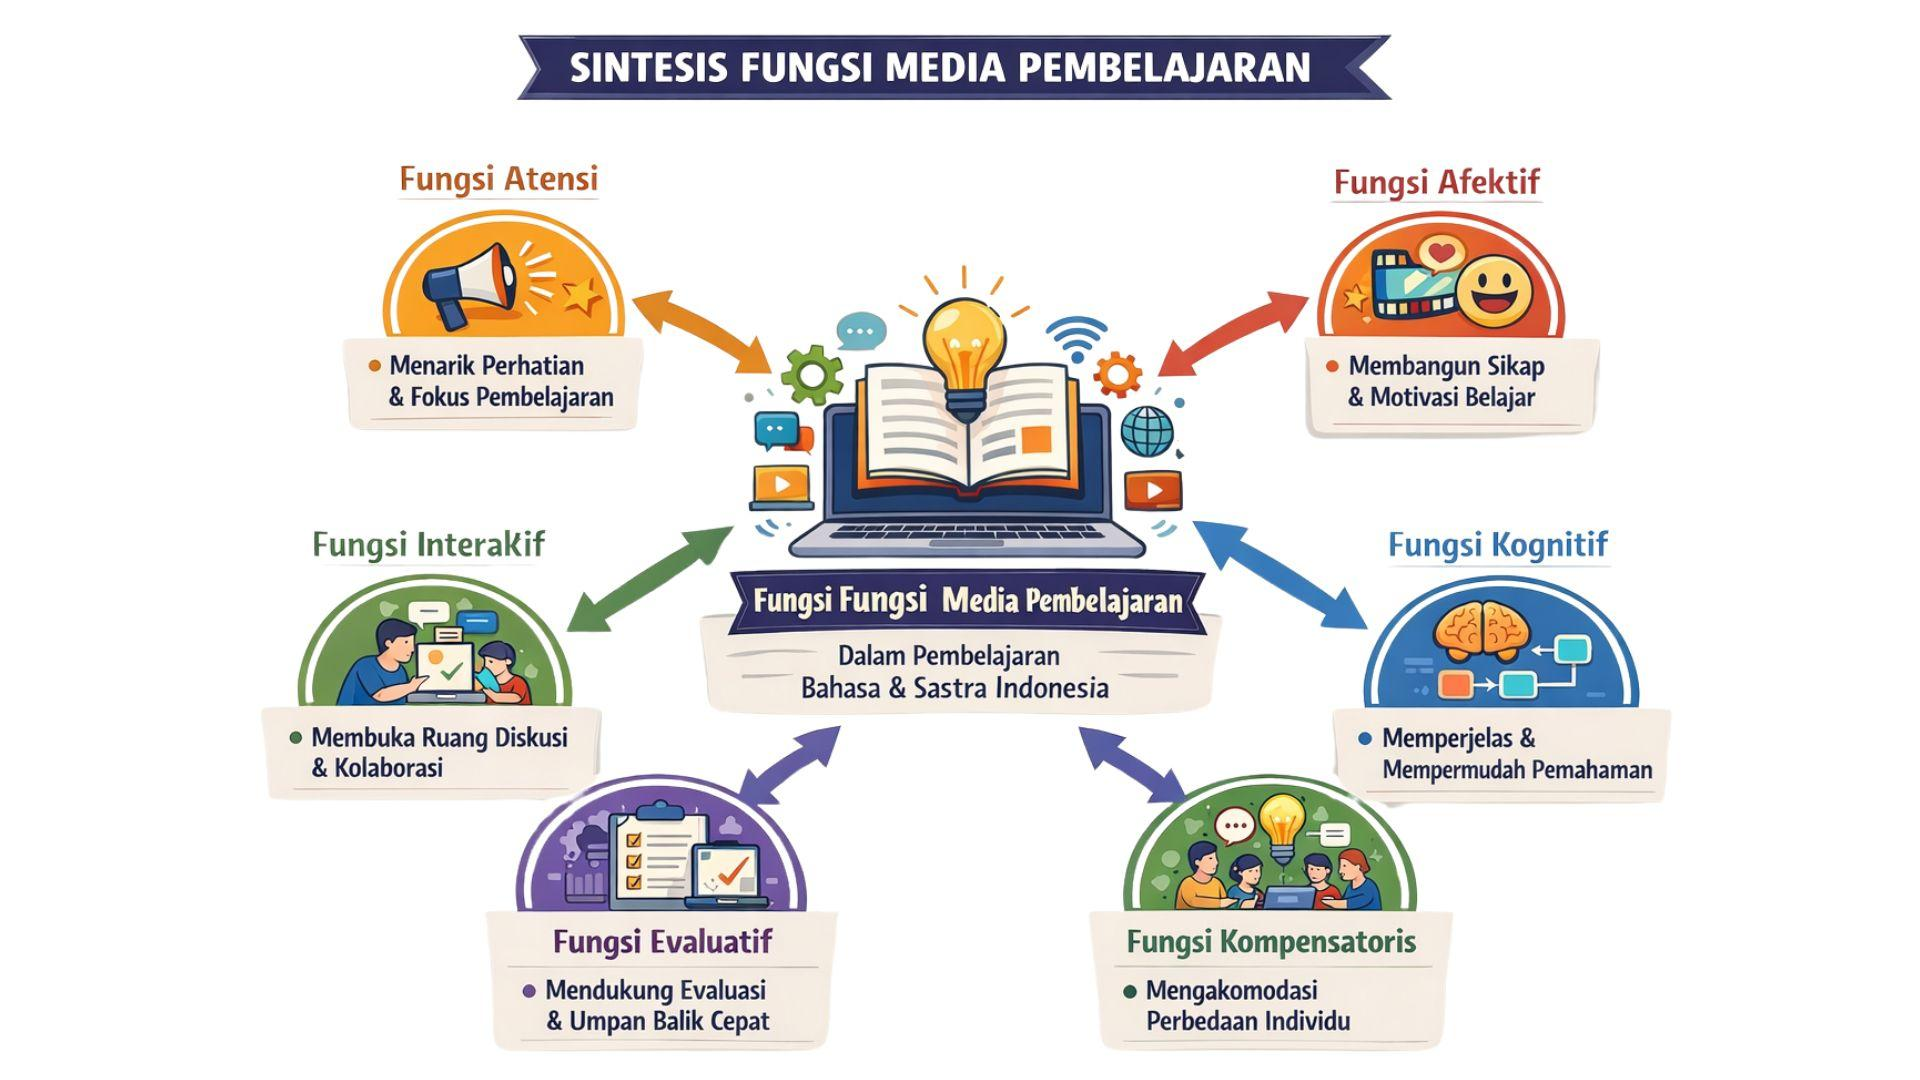 SINTESIS FUNGSI MEDIA PEMBELAJARAN
Fungsi Atensi
Menarik Perhatian
& Fokus Pembelajaran
Fungsi Afektif
Membangun Sikap
& Motivasi Belajar
Fungsi InteraKif
Membuka Ruang Diskusi
& Kolaborasi
Fungsi Fungsi Media Pembelajaran
Dalam Pembelajaran
Bahasa & Sastra Indonesia
Fungsi Kognitif
Memperjelas &
Mempermudah Pemahaman
Fungsi Evaluatif
Mendukung Evaluasi
& Umpan Balik Cepat
Fungsi Kompensatoris
Mengakomodasi
Perbedaan Individu